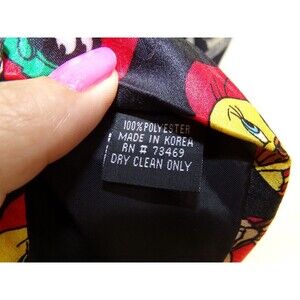 100% POLYESTER
MADE IN KOREA
RN # 73469
DRY CLEAN ONLY